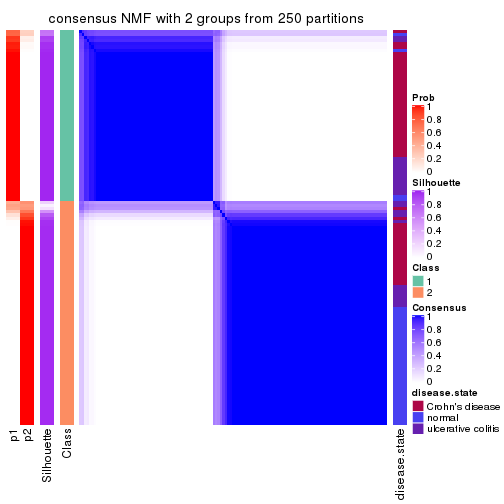 consensus NMF with 2 groups from 250 partitions
p1
p2
Silhouette
Class
disease.state
Prob
1
0.8
0.6
0.4
0.2
0
Silhouette
1
0.8
0.6
0.4
0.2
0
Class
1
2
Consensus
1
0.8
0.6
0.4
0.2
0
disease.state
Crohn's disease
normal
ulcerative colitis